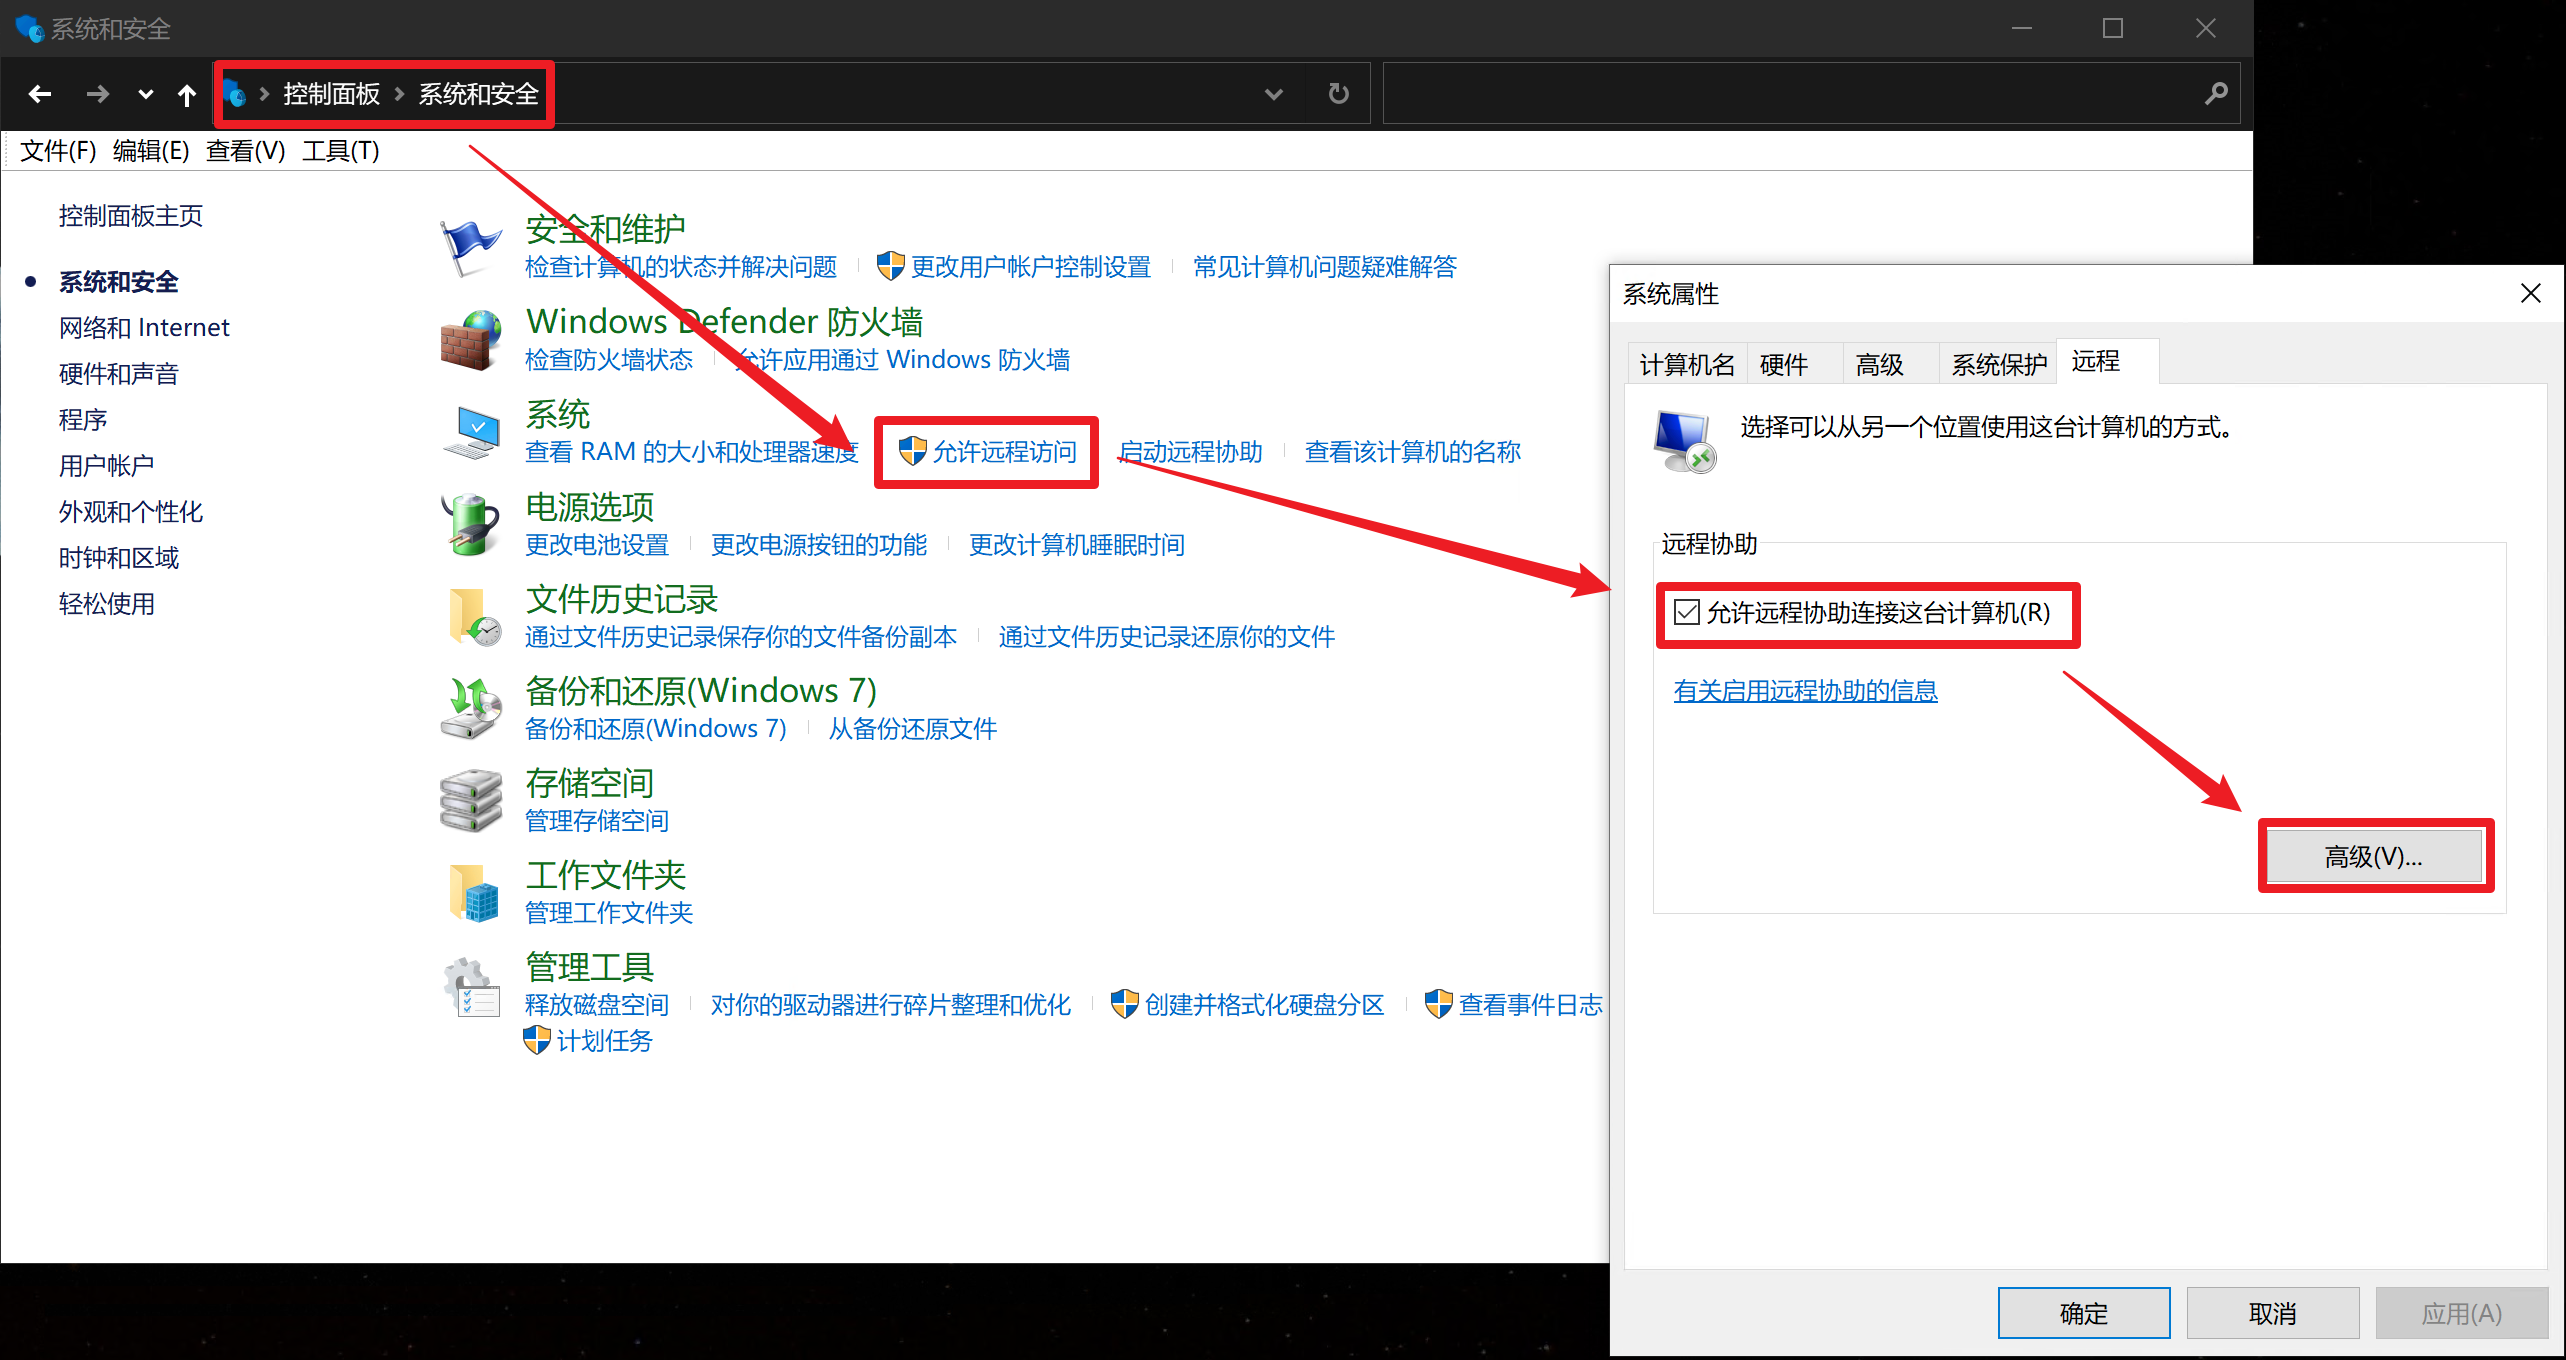 系统和安全
控制面板 系统和安全
文件(F) 编辑(E) 查看(V) 工具(T)
控制面板主页
系统和安全
网络和 Internet
硬件和声音
程序
用户帐户
外观和个性化
时钟和区域
轻松使用
安全和维护
检查计算机的状态并解决问题 更改用户帐户控制设置 常见计算机问题疑难解答
Windows Defender 防火墙
检查防火墙状态 允许应用通过 Windows 防火墙
系统
查看 RAM 的大小和处理器速度 允许远程访问 启动远程协助 查看该计算机的名称
电源选项
更改电池设置 更改电源按钮的功能 更改计算机睡眠时间
文件历史记录
通过文件历史记录保存你的文件备份副本 通过文件历史记录还原你的文件
备份和还原(Windows 7)
备份和还原(Windows 7) 从备份还原文件
存储空间
管理存储空间
工作文件夹
管理工作文件夹
管理工具
释放磁盘空间 对你的驱动器进行碎片整理和优化 创建并格式化硬盘分区 查看事件日志
计划任务
系统属性
计算机名 硬件 高级 系统保护 远程
选择可以从另一个位置使用这台计算机的方式。
远程协助
允许远程协助连接这台计算机(R)
有关启用远程协助的信息
高级(V)...
确定 取消 应用(A)